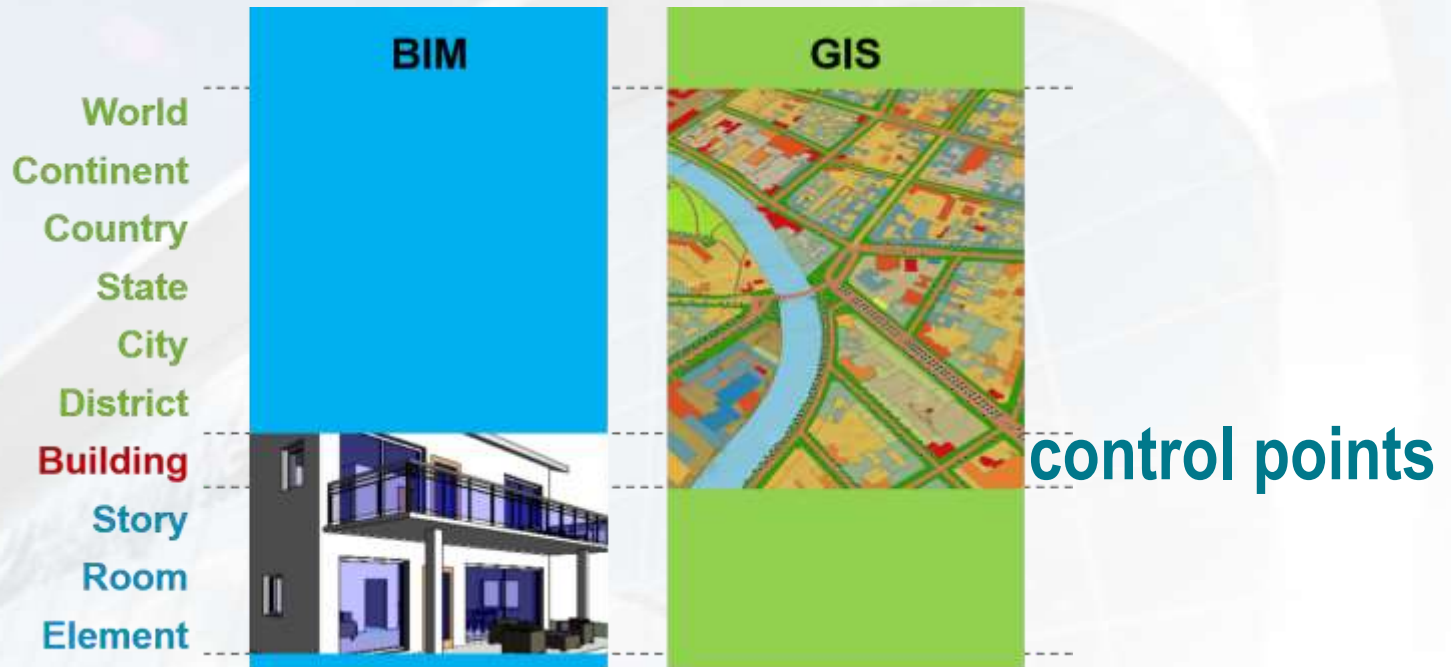 BIM
GIS
World
Continent
Country
State
City
District
Building
Story
Room
Element
control points